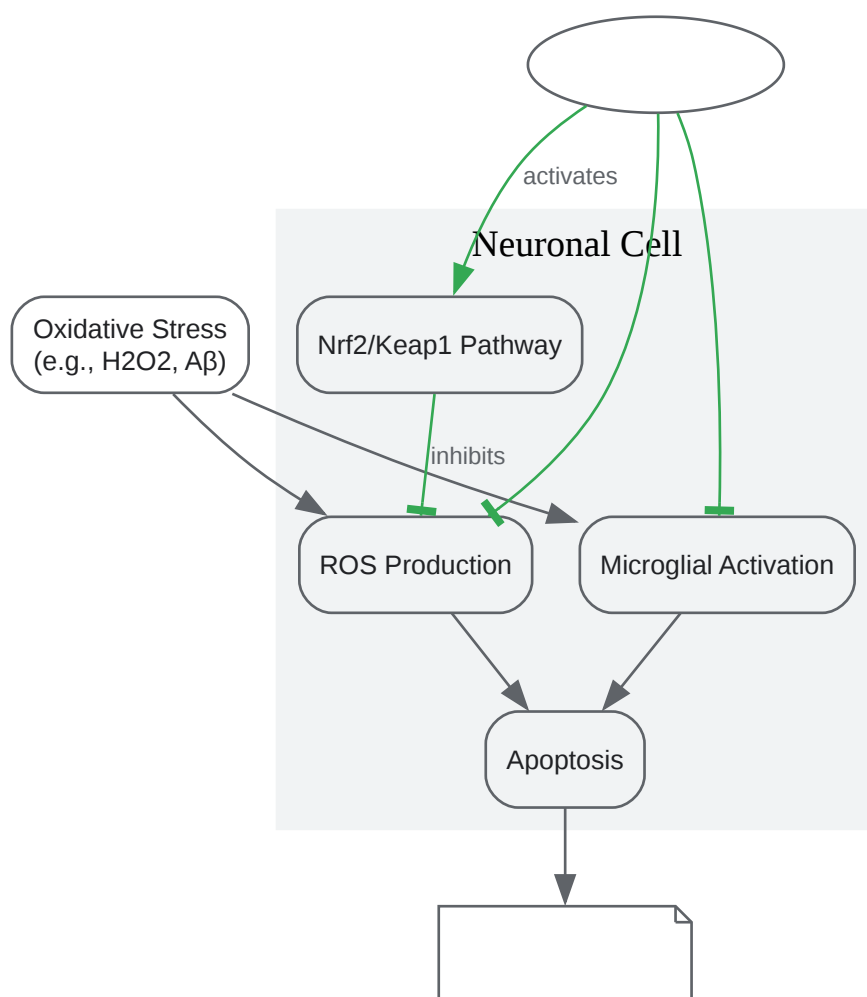 activates
Neuronal Cell
Oxidative Stress
(e.g., H2O2, Aβ)
Nrf2/Keap1 Pathway
inhibits
ROS Production
Microglial Activation
Apoptosis